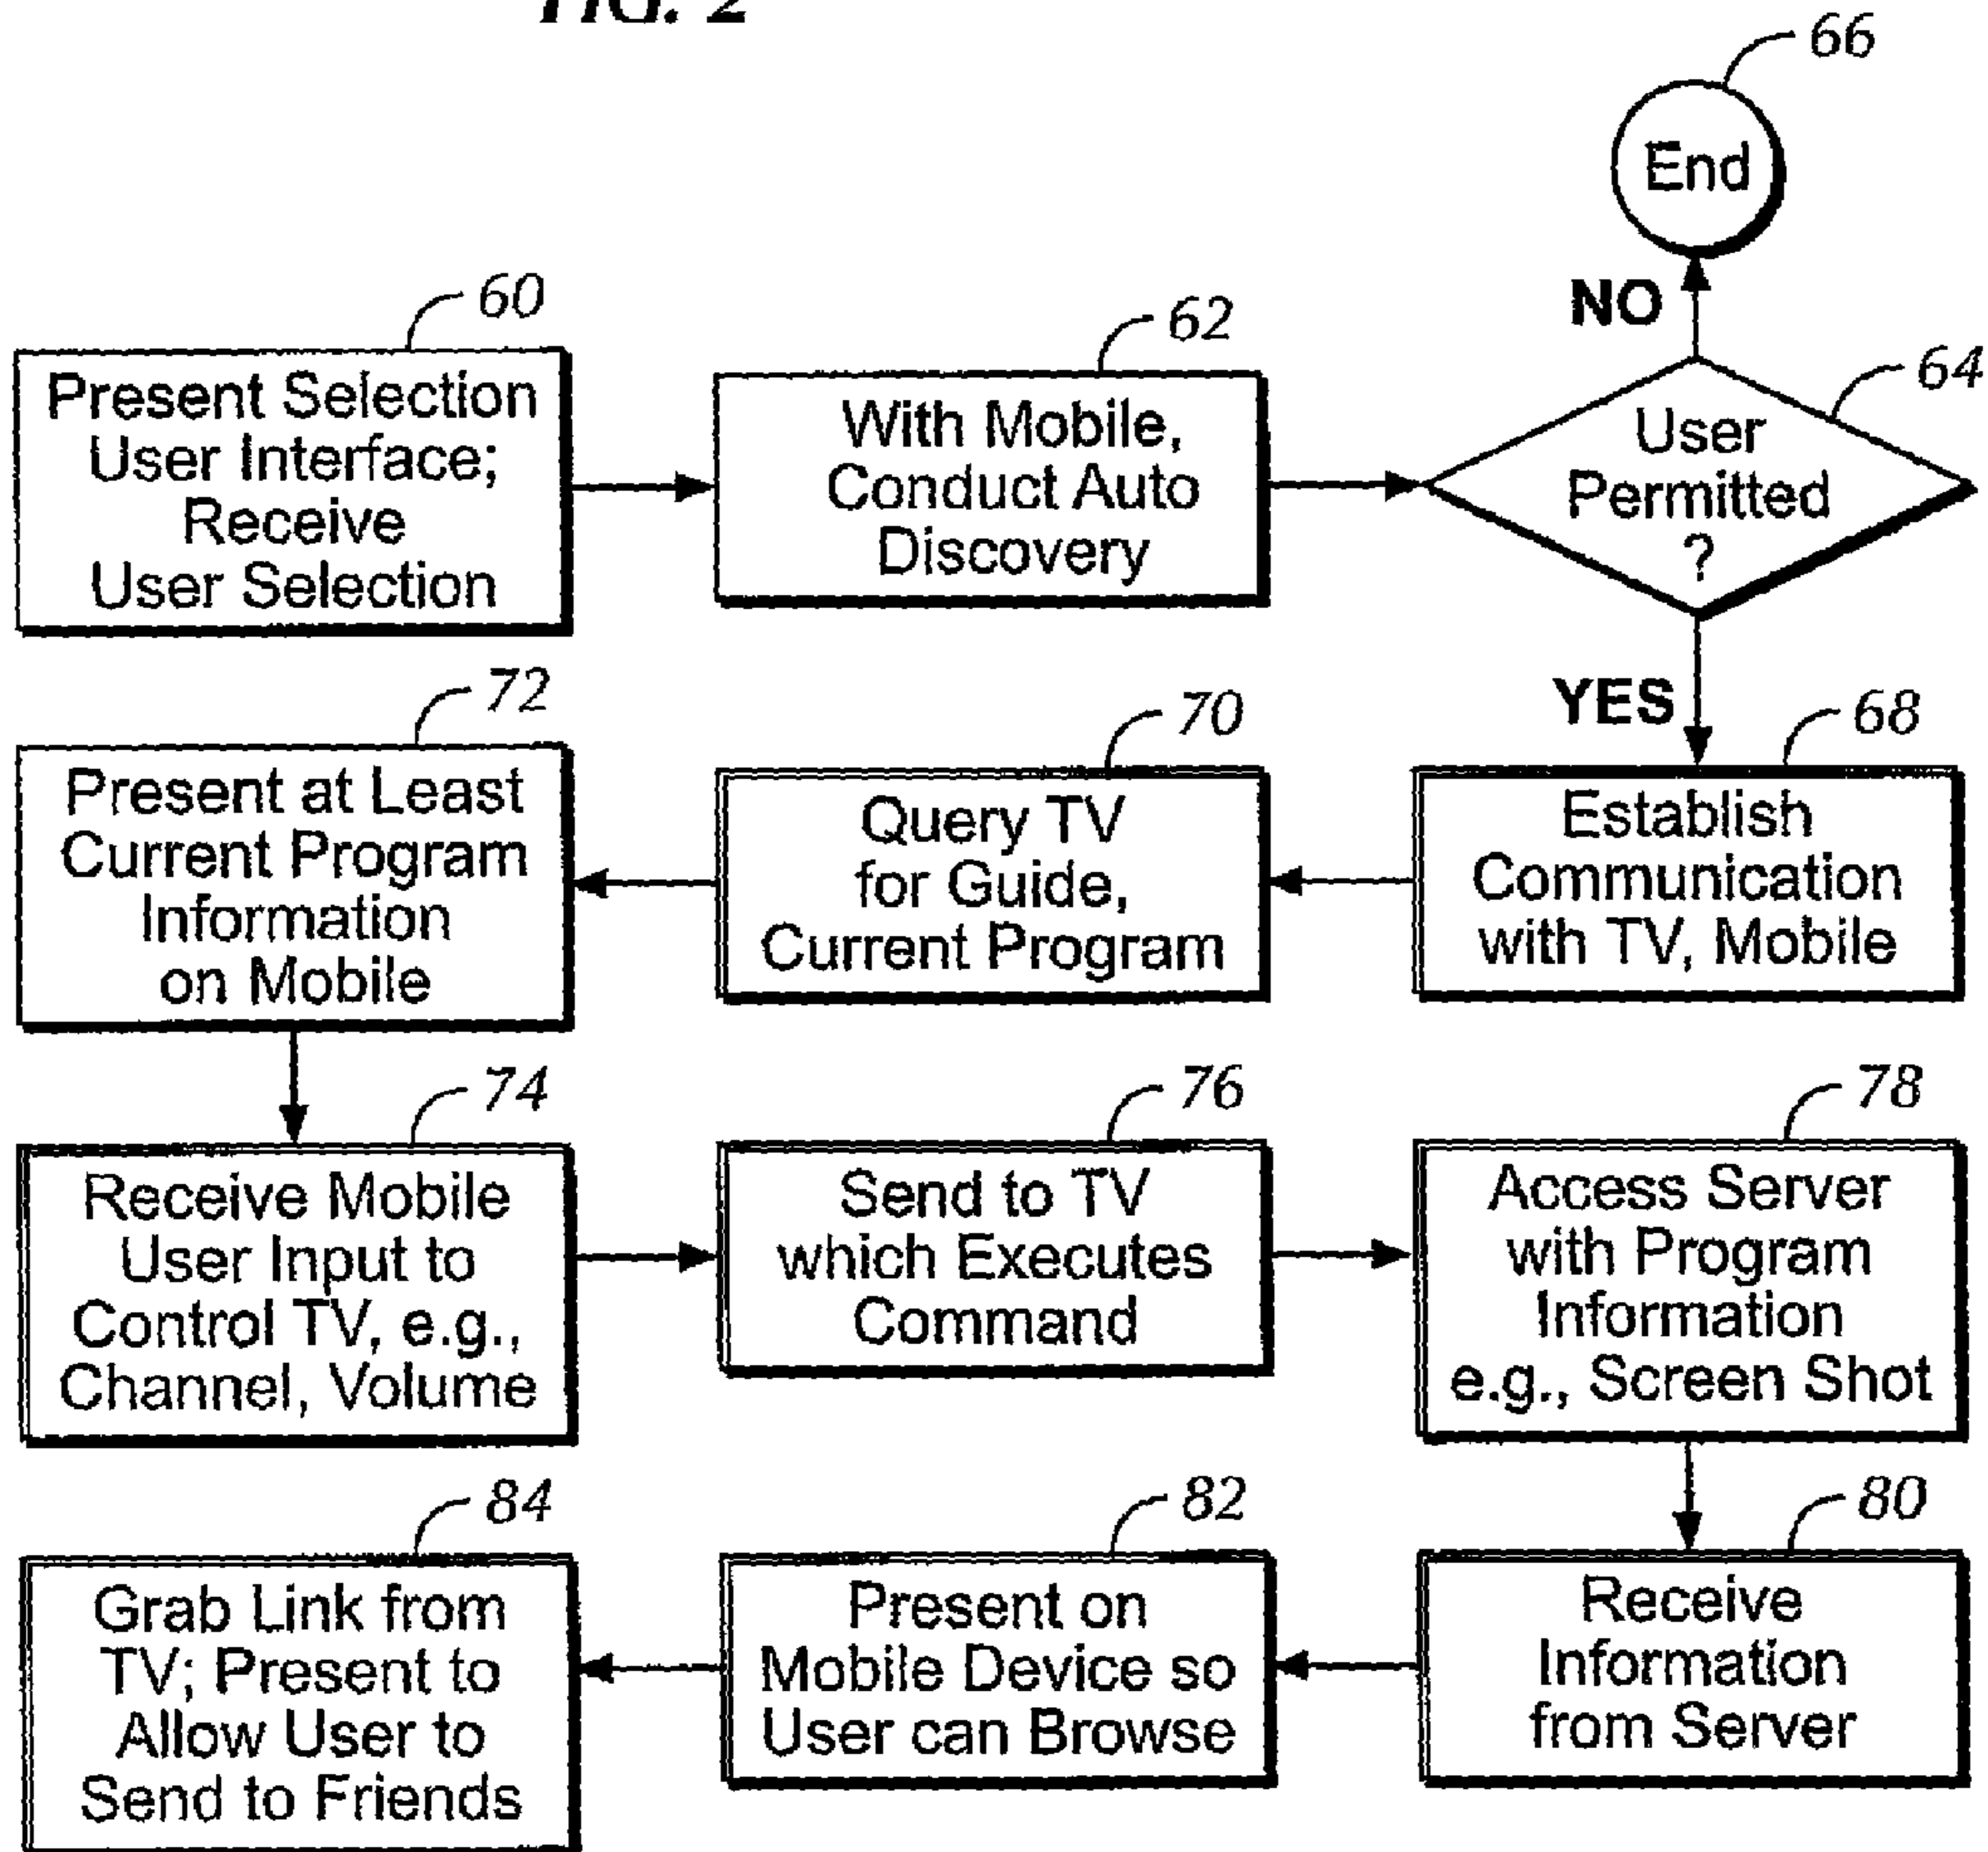 FIG. 2
66
End
NO
60
Present Selection
User Interface;
Receive
User Selection
62
With Mobile,
Conduct Auto
Discovery
64
User
Permitted
?
YES
72
Present at Least
Current Program
Information
on Mobile
70
Query TV
for Guide,
Current Program
68
Establish
Communication
with TV, Mobile
74
Receive Mobile
User Input to
Control TV, e.g.,
Channel, Volume
76
Send to TV
which Executes
Command
78
Access Server
with Program
Information
e.g., Screen Shot
84
Grab Link from
TV; Present to
Allow User to
Send to Friends
82
Present on
Mobile Device so
User can Browse
80
Receive
Information
from Server